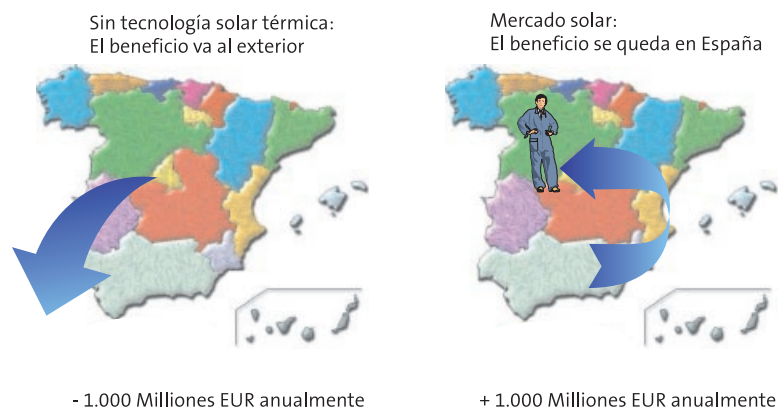 Sin tecnología solar térmica:
El beneficio va al exterior
Mercado solar:
El beneficio se queda en España
- 1.000 Milliones EUR anualmente
+ 1.000 Milliones EUR anualmente